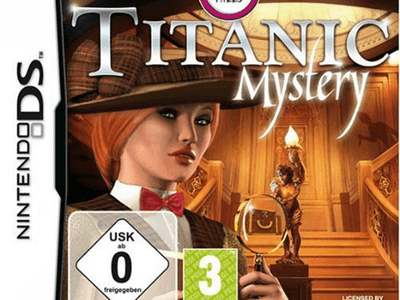 NINTENDO DS
TITANIC
Mystery
USK
ab
0
freigegeben
3
LICENSED BY